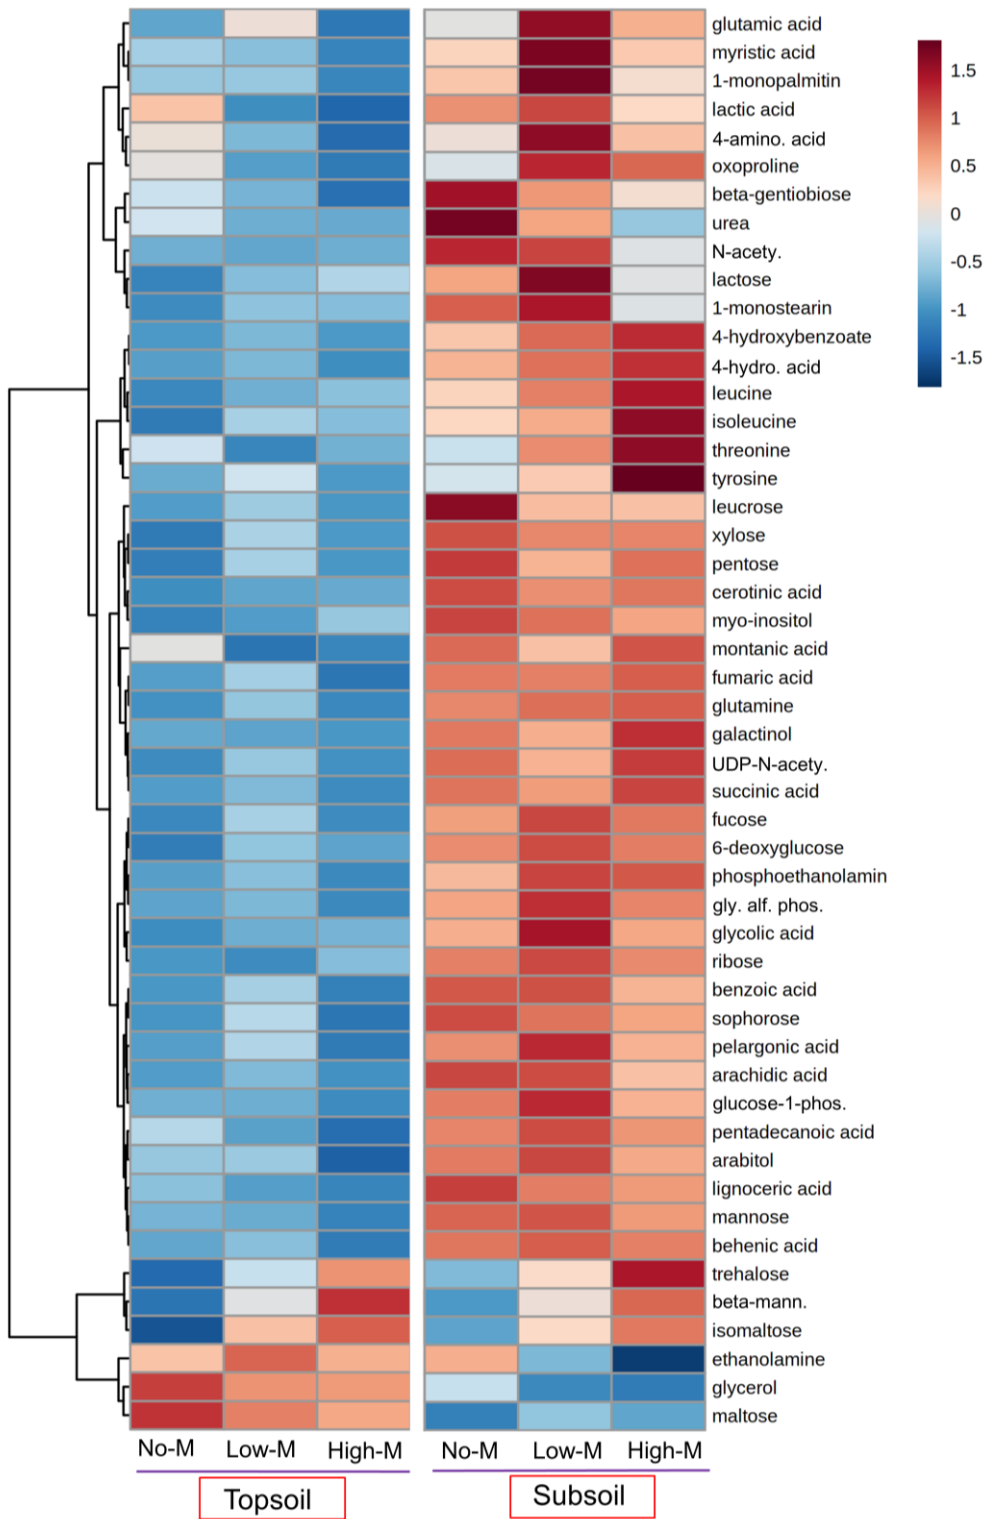 glutamic acid
myristic acid
1-monopalmitin
lactic acid
4-amino. acid
oxoproline
beta-gentiobiose
urea
N-acety.
lactose
1-monostearin
4-hydroxybenzoate
4-hydro. acid
leucine
isoleucine
threonine
tyrosine
leucrose
xylose
pentose
cerotinic acid
myo-inositol
montanic acid
fumaric acid
glutamine
galactinol
UDP-N-acety.
succinic acid
fucose
6-deoxyglucose
phosphoethanolamin
gly. alf. phos.
glycolic acid
ribose
benzoic acid
sophorose
pelargonic acid
arachidic acid
glucose-1-phos.
pentadecanoic acid
arabitol
lignoceric acid
mannose
behenic acid
trehalose
beta-mann.
isomaltose
ethanolamine
glycerol
maltose
1.5
1
0.5
0
-0.5
-1
-1.5
No-M Low-M High-M No-M Low-M High-M
Topsoil Subsoil